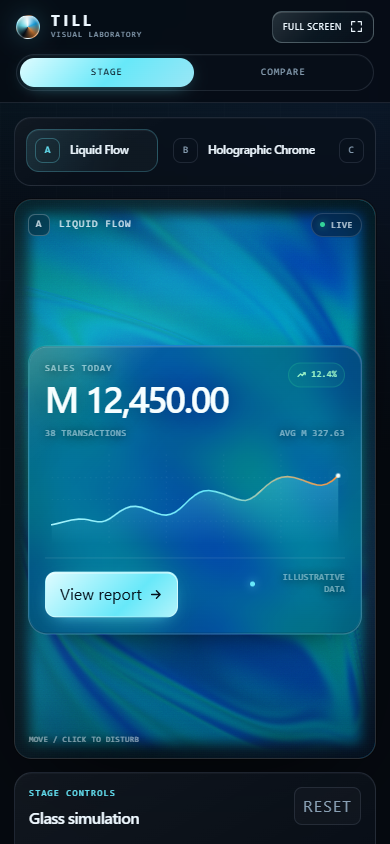 TILL
VISUAL LABORATORY
FULL SCREEN
STAGE
COMPARE
A
Liquid Flow
B
Holographic Chrome
C
A
LIQUID FLOW
LIVE
SALES TODAY
12.4%
M 12,450.00
38 TRANSACTIONS
AVG M 327.63
View report →
ILLUSTRATIVE
DATA
MOVE / CLICK TO DISTURB
STAGE CONTROLS
Glass simulation
RESET